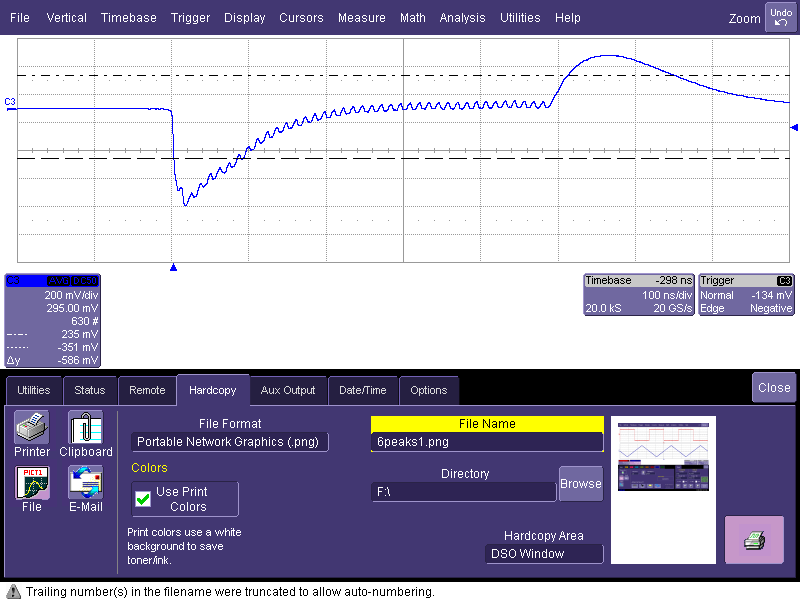 File Vertical Timebase Trigger Display Cursors Measure Math Analysis Utilities Help Zoom Undo
C3
C3 AVG
200 mV/div
295.00 mV
630 #
235 mV
-351 mV
Δy -586 mV
Timebase -298 ns
100 ns/div
20.0 kS 20 GS/s
Trigger C3
Normal -134 mV
Edge Negative
Utilities Status Remote Hardcopy Aux Output Date/Time Options Close
Printer Clipboard
PICT1
File E-Mail
File Format
Portable Network Graphics (.png)
Colors
Use Print
Colors
Print colors use a white
background to save
toner/ink.
File Name
6peaks1.png
Directory
F:\
Browse
Hardcopy Area
DSO Window
Trailing number(s) in the filename were truncated to allow auto-numbering.